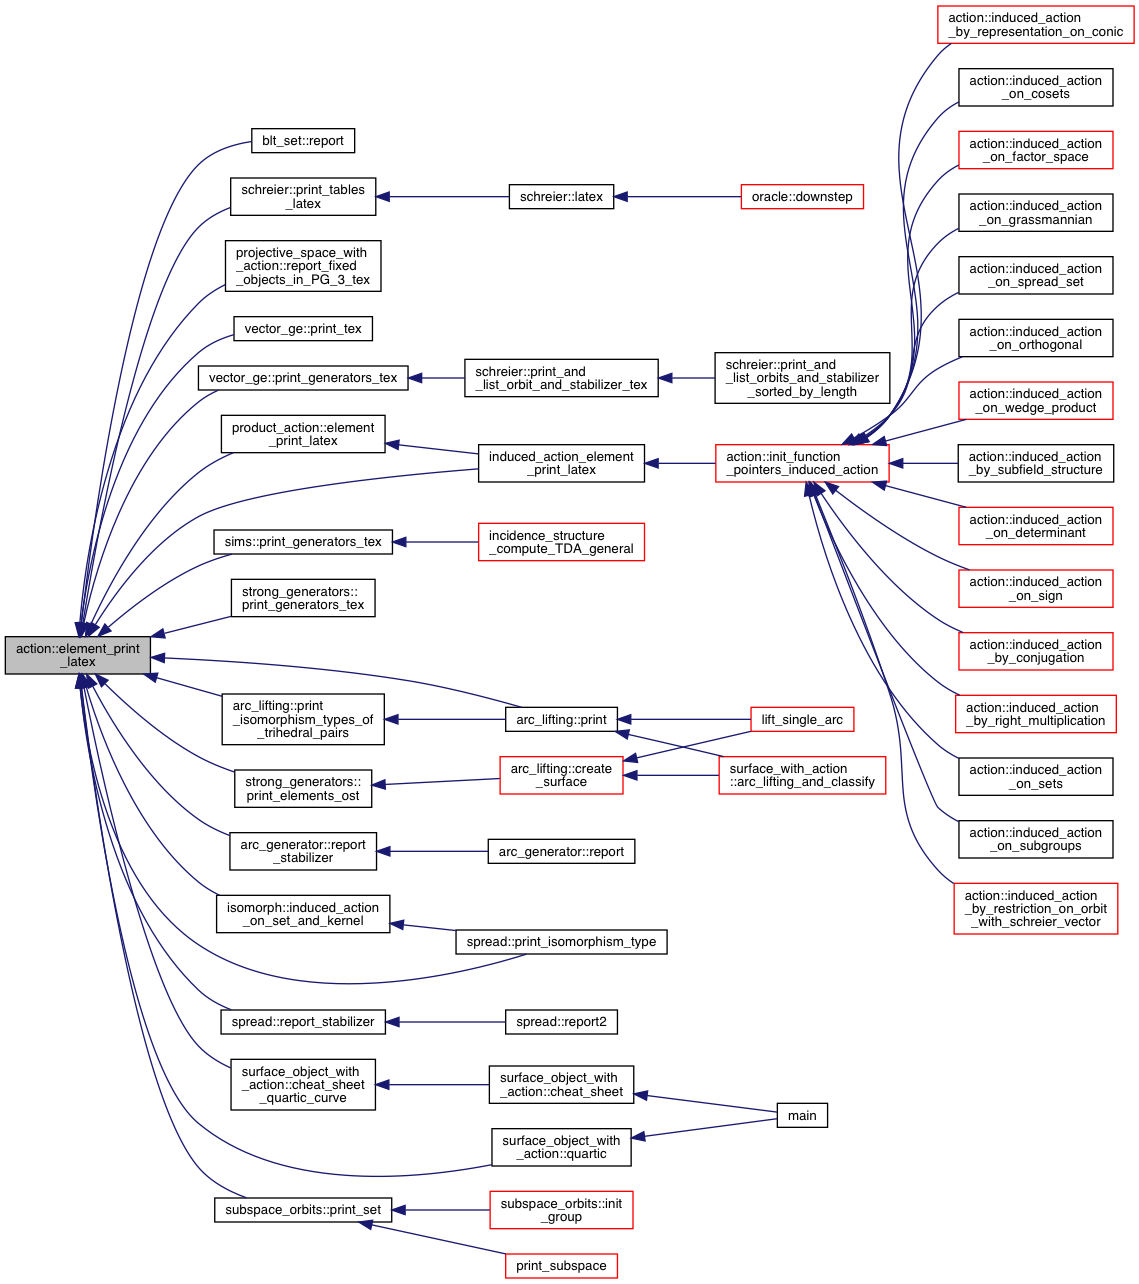 action::element_print
_latex
blt_set::report
schreier::print_tables
_latex
projective_space_with
_action::report_fixed
_objects_in_PG_3_tex
vector_ge::print_tex
vector_ge::print_generators_tex
product_action::element
_print_latex
sims::print_generators_tex
strong_generators::
print_generators_tex
arc_lifting::print
_isomorphism_types_of
_trihedral_pairs
strong_generators::
print_elements_ost
arc_generator::report
_stabilizer
isomorph::induced_action
_on_set_and_kernel
spread::report_stabilizer
surface_object_with
_action::cheat_sheet
_quartic_curve
subspace_orbits::print_set
schreier::latex
schreier::print_and
_list_orbit_and_stabilizer_tex
induced_action_element
_print_latex
incidence_structure
_compute_TDA_general
arc_lifting::print
arc_lifting::create
_surface
arc_generator::report
spread::print_isomorphism_type
spread::report2
surface_object_with
_action::cheat_sheet
surface_object_with
_action::quartic
subspace_orbits::init
_group
print_subspace
oracle::downstep
schreier::print_and
_list_orbits_and_stabilizer
_sorted_by_length
action::init_function
_pointers_induced_action
lift_single_arc
surface_with_action
::arc_lifting_and_classify
main
action::induced_action
_by_representation_on_conic
action::induced_action
_on_cosets
action::induced_action
_on_factor_space
action::induced_action
_on_grassmannian
action::induced_action
_on_spread_set
action::induced_action
_on_orthogonal
action::induced_action
_on_wedge_product
action::induced_action
_by_subfield_structure
action::induced_action
_on_determinant
action::induced_action
_on_sign
action::induced_action
_by_conjugation
action::induced_action
_by_right_multiplication
action::induced_action
_on_sets
action::induced_action
_on_subgroups
action::induced_action
_by_restriction_on_orbit
_with_schreier_vector